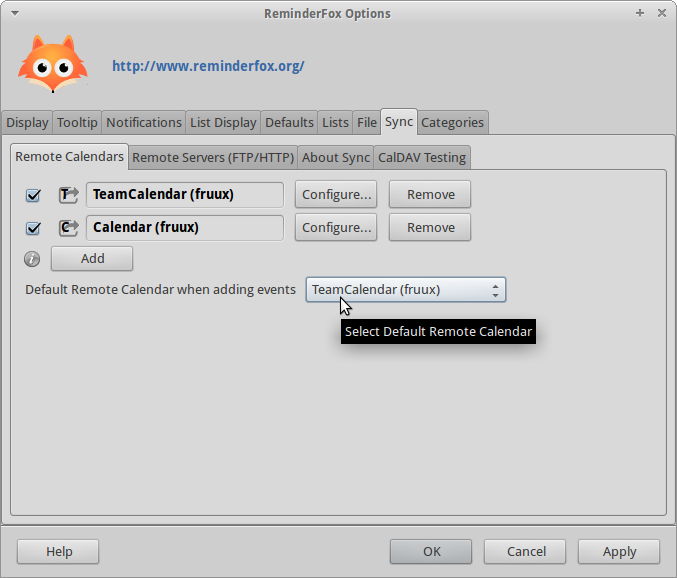 ReminderFox Options
http://www.reminderfox.org/
Display Tooltip Notifications List Display Defaults Lists File Sync Categories
Remote Calendars Remote Servers (FTP/HTTP) About Sync CalDAV Testing
T TeamCalendar (fruux) Configure... Remove
C Calendar (fruux) Configure... Remove
i Add
Default Remote Calendar when adding events TeamCalendar (fruux)
Select Default Remote Calendar
Help OK Cancel Apply